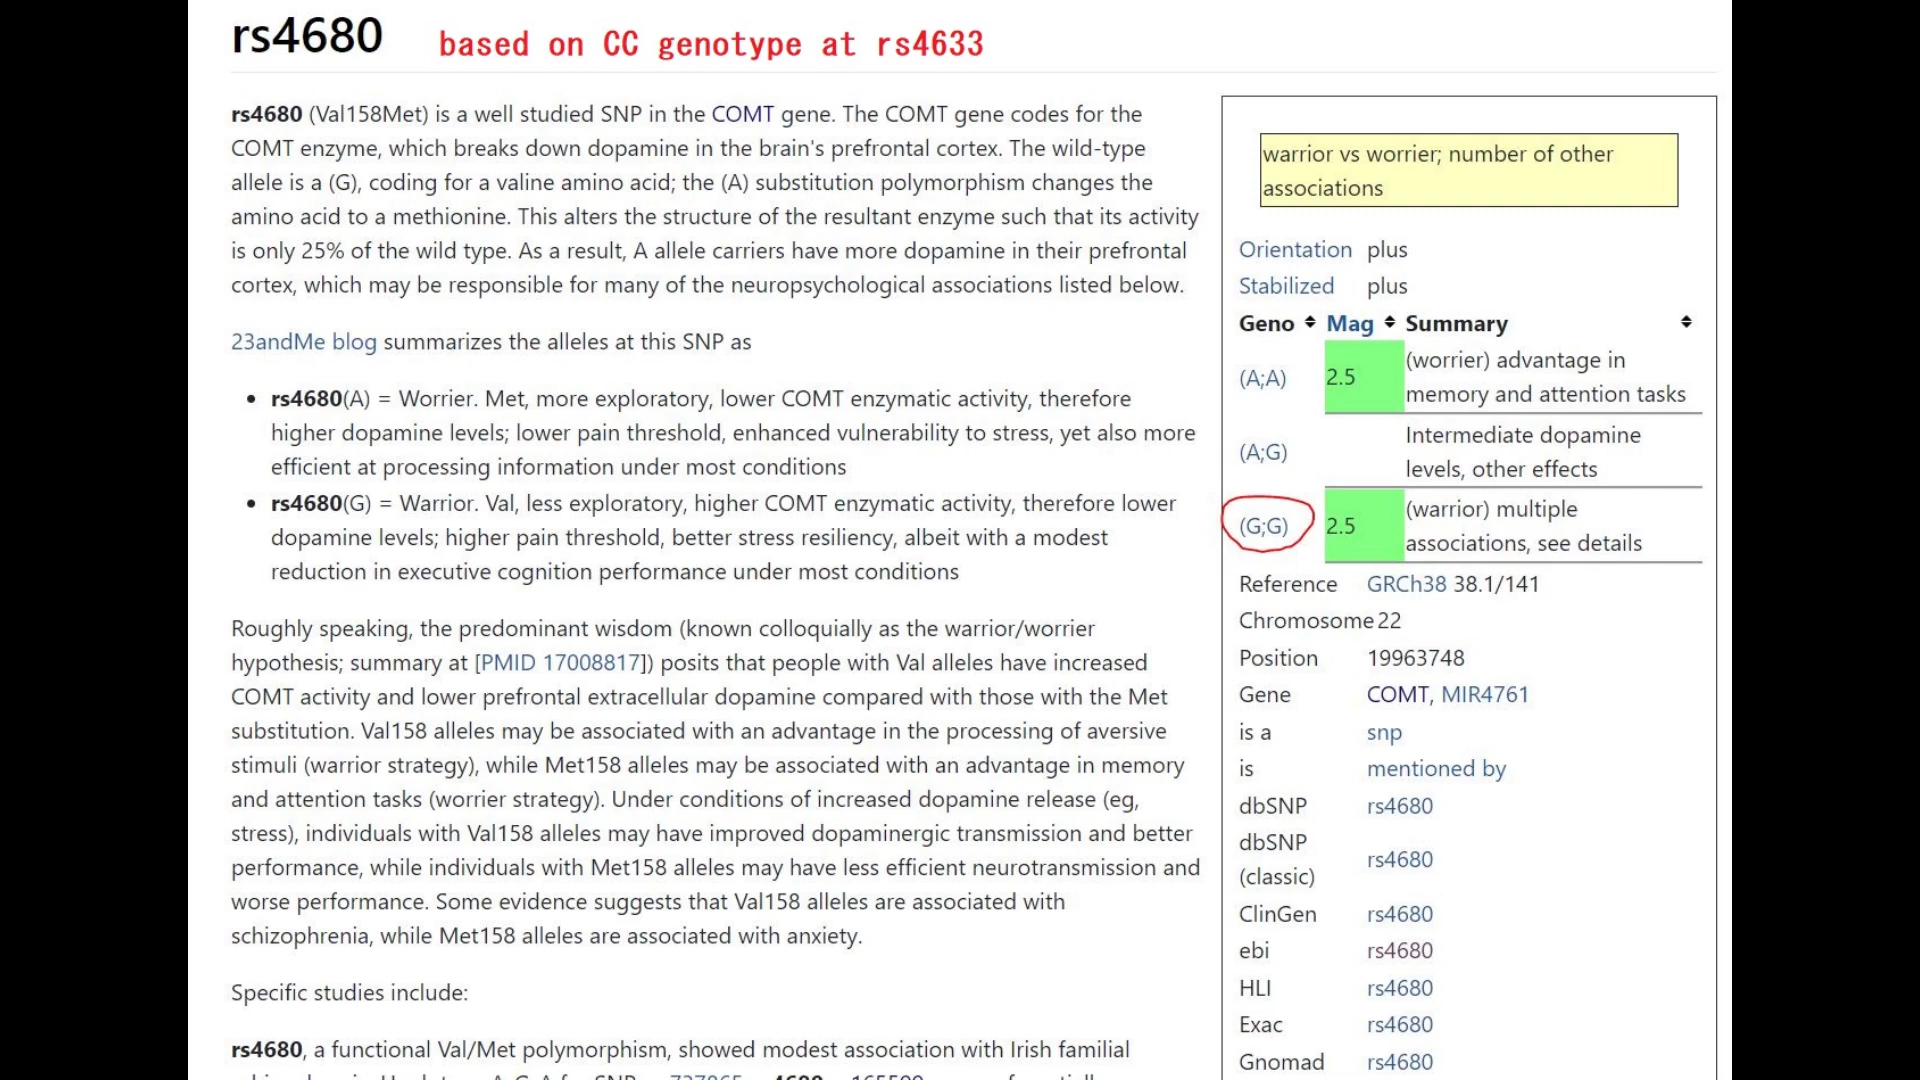 rs4680 based on CC genotype at rs4633
rs4680 (Val158Met) is a well studied SNP in the COMT gene. The COMT gene codes for the
COMT enzyme, which breaks down dopamine in the brain's prefrontal cortex. The wild-type
allele is a (G), coding for a valine amino acid; the (A) substitution polymorphism changes the
amino acid to a methionine. This alters the structure of the resultant enzyme such that its activity
is only 25% of the wild type. As a result, A allele carriers have more dopamine in their prefrontal
cortex, which may be responsible for many of the neuropsychological associations listed below.
23andMe blog summarizes the alleles at this SNP as
• rs4680(A) = Worrier. Met, more exploratory, lower COMT enzymatic activity, therefore
higher dopamine levels; lower pain threshold, enhanced vulnerability to stress, yet also more
efficient at processing information under most conditions
• rs4680(G) = Warrior. Val, less exploratory, higher COMT enzymatic activity, therefore lower
dopamine levels; higher pain threshold, better stress resiliency, albeit with a modest
reduction in executive cognition performance under most conditions
Roughly speaking, the predominant wisdom (known colloquially as the warrior/worrier
hypothesis; summary at [PMID 17008817]) posits that people with Val alleles have increased
COMT activity and lower prefrontal extracellular dopamine compared with those with the Met
substitution. Val158 alleles may be associated with an advantage in the processing of aversive
stimuli (warrior strategy), while Met158 alleles may be associated with an advantage in memory
and attention tasks (worrier strategy). Under conditions of increased dopamine release (eg,
stress), individuals with Val158 alleles may have improved dopaminergic transmission and better
performance, while individuals with Met158 alleles may have less efficient neurotransmission and
worse performance. Some evidence suggests that Val158 alleles are associated with
schizophrenia, while Met158 alleles are associated with anxiety.
Specific studies include:
rs4680, a functional Val/Met polymorphism, showed modest association with Irish familial
warrior vs worrier; number of other
associations
Orientation plus
Stabilized plus
Geno Mag Summary
(A;A) 2.5 (worrier) advantage in
memory and attention tasks
(A;G) Intermediate dopamine
levels, other effects
(G;G) 2.5 (warrior) multiple
associations, see details
Reference GRCh38 38.1/141
Chromosome 22
Position 19963748
Gene COMT, MIR4761
is a snp
is mentioned by
dbSNP rs4680
dbSNP
(classic) rs4680
ClinGen rs4680
ebi rs4680
HLI rs4680
Exac rs4680
Gnomad rs4680